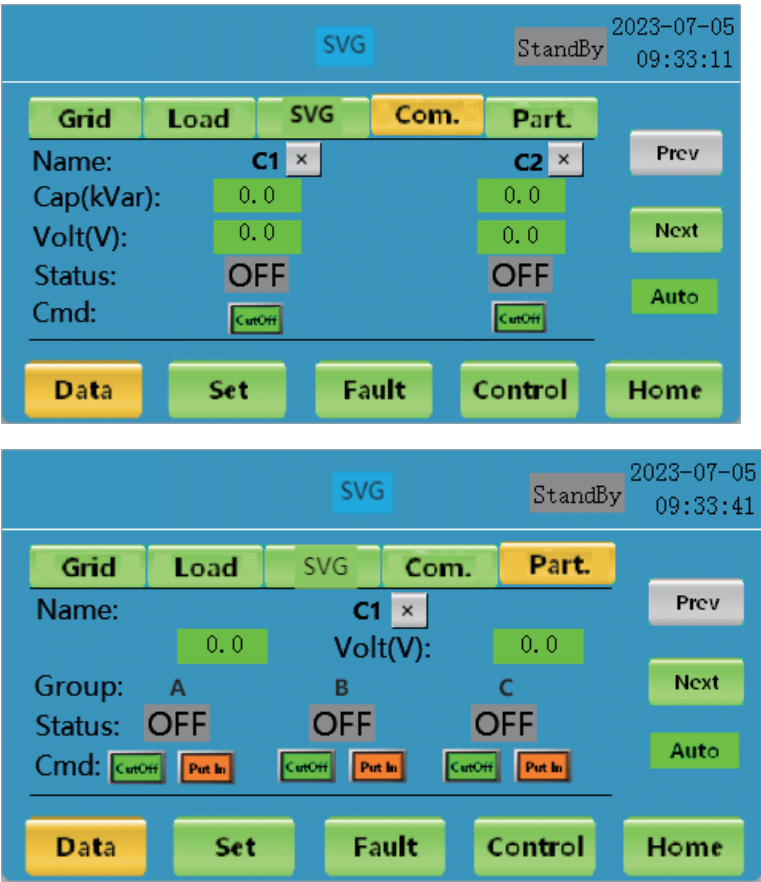 SVG StandBy 2023-07-05
09:33:11
Grid Load SVG Com. Part.
Name: C1 × C2 × Prev
Cap(kVar): 0.0 0.0
Volt(V): 0.0 0.0 Next
Status: OFF OFF
Cmd: CutOff CutOff Auto
Data Set Fault Control Home
SVG StandBy 2023-07-05
09:33:41
Grid Load SVG Com. Part.
Name: C1 × Prev
0.0 Volt(V): 0.0
Group: A B C Next
Status: OFF OFF OFF
Cmd: CutOff Put In CutOff Put In CutOff Put In Auto
Data Set Fault Control Home